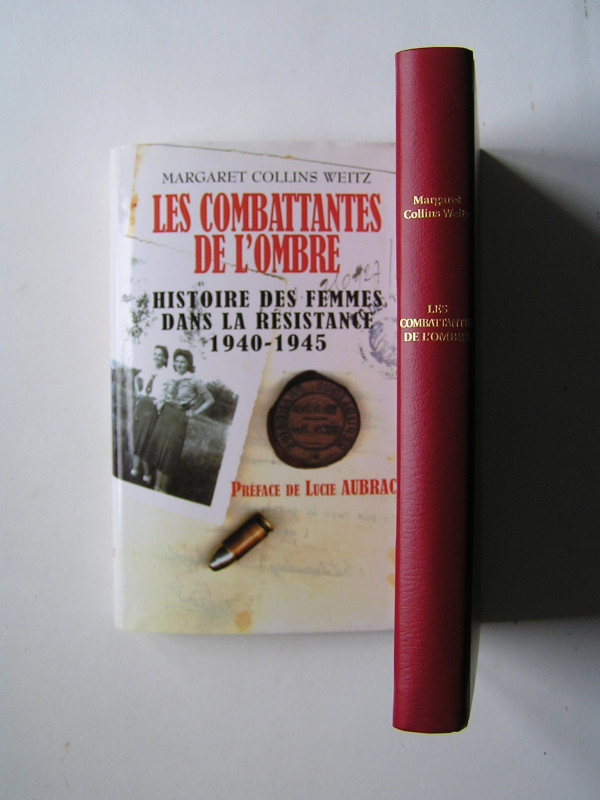 MARGARET COLLINS WEITZ
LES COMBATTANTES
DE L'OMBRE
HISTOIRE DES FEMMES
DANS LA RÉSISTANCE
1940-1945
PRÉFACE DE LUCIE AUBRAC
Margaret
Collins Weitz
LES
COMBATTANTES
DE L'OMBRE